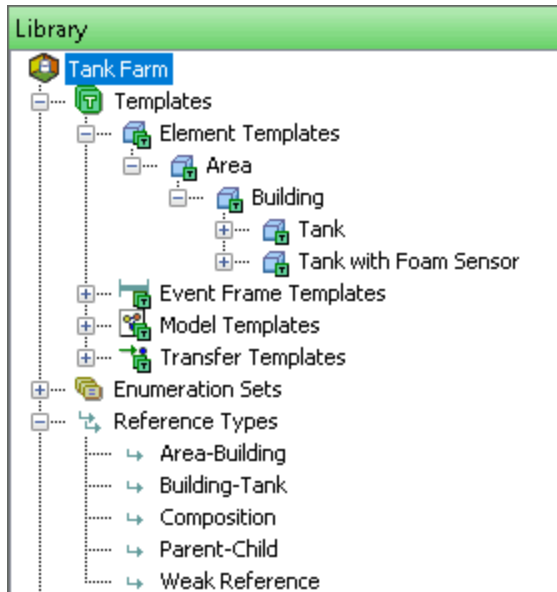 Library
Tank Farm
Templates
Element Templates
Area
Building
Tank
Tank with Foam Sensor
Event Frame Templates
Model Templates
Transfer Templates
Enumeration Sets
Reference Types
Area-Building
Building-Tank
Composition
Parent-Child
Weak Reference